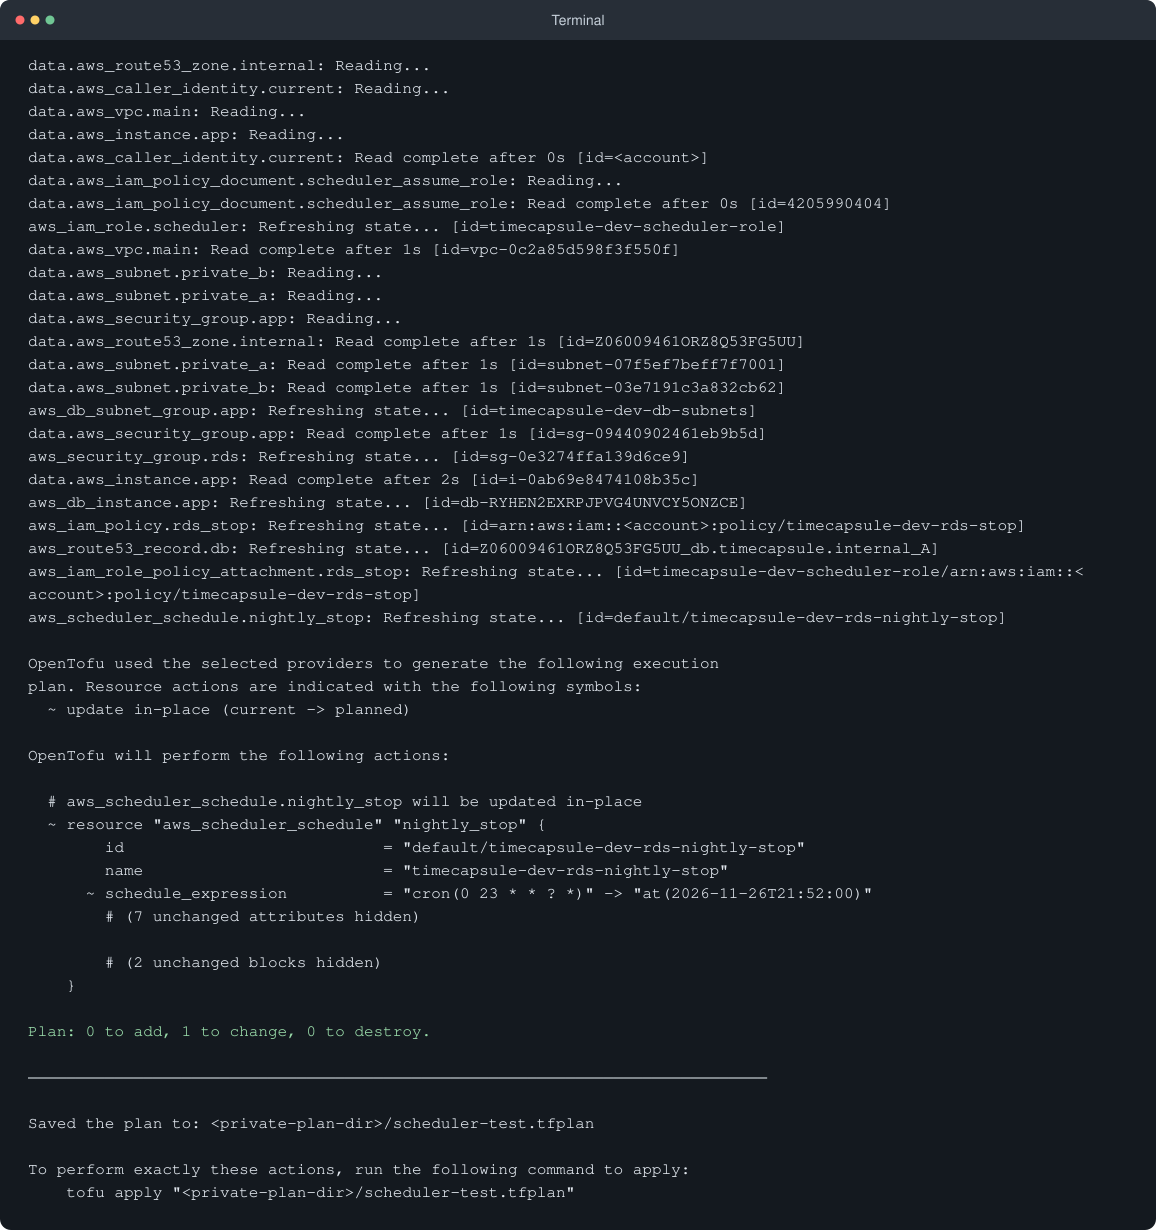 Terminal
data.aws_route53_zone.internal: Reading...
data.aws_caller_identity.current: Reading...
data.aws_vpc.main: Reading...
data.aws_instance.app: Reading...
data.aws_caller_identity.current: Read complete after 0s [id=<account>]
data.aws_iam_policy_document.scheduler_assume_role: Reading...
data.aws_iam_policy_document.scheduler_assume_role: Read complete after 0s [id=4205990404]
aws_iam_role.scheduler: Refreshing state... [id=timecapsule-dev-scheduler-role]
data.aws_vpc.main: Read complete after 1s [id=vpc-0c2a85d598f3f550f]
data.aws_subnet.private_b: Reading...
data.aws_subnet.private_a: Reading...
data.aws_security_group.app: Reading...
data.aws_route53_zone.internal: Read complete after 1s [id=Z06009461ORZ8Q53FG5UU]
data.aws_subnet.private_a: Read complete after 1s [id=subnet-07f5ef7beff7f7001]
data.aws_subnet.private_b: Read complete after 1s [id=subnet-03e7191c3a832cb62]
aws_db_subnet_group.app: Refreshing state... [id=timecapsule-dev-db-subnets]
data.aws_security_group.app: Read complete after 1s [id=sg-09440902461eb9b5d]
aws_security_group.rds: Refreshing state... [id=sg-0e3274ffa139d6ce9]
data.aws_instance.app: Read complete after 2s [id=i-0ab69e8474108b35c]
aws_db_instance.app: Refreshing state... [id=db-RYHEN2EXRPJPVG4UNVCY5ONZCE]
aws_iam_policy.rds_stop: Refreshing state... [id=arn:aws:iam::<account>:policy/timecapsule-dev-rds-stop]
aws_route53_record.db: Refreshing state... [id=Z06009461ORZ8Q53FG5UU_db.timecapsule.internal_A]
aws_iam_role_policy_attachment.rds_stop: Refreshing state... [id=timecapsule-dev-scheduler-role/arn:aws:iam::<
account>:policy/timecapsule-dev-rds-stop]
aws_scheduler_schedule.nightly_stop: Refreshing state... [id=default/timecapsule-dev-rds-nightly-stop]

OpenTofu used the selected providers to generate the following execution
plan. Resource actions are indicated with the following symbols:
  ~ update in-place (current -> planned)

OpenTofu will perform the following actions:

  # aws_scheduler_schedule.nightly_stop will be updated in-place
  ~ resource "aws_scheduler_schedule" "nightly_stop" {
        id                           = "default/timecapsule-dev-rds-nightly-stop"
        name                         = "timecapsule-dev-rds-nightly-stop"
      ~ schedule_expression          = "cron(0 23 * * ? *)" -> "at(2026-11-26T21:52:00)"
        # (7 unchanged attributes hidden)

        # (2 unchanged blocks hidden)
    }

Plan: 0 to add, 1 to change, 0 to destroy.

Saved the plan to: <private-plan-dir>/scheduler-test.tfplan

To perform exactly these actions, run the following command to apply:
    tofu apply "<private-plan-dir>/scheduler-test.tfplan"